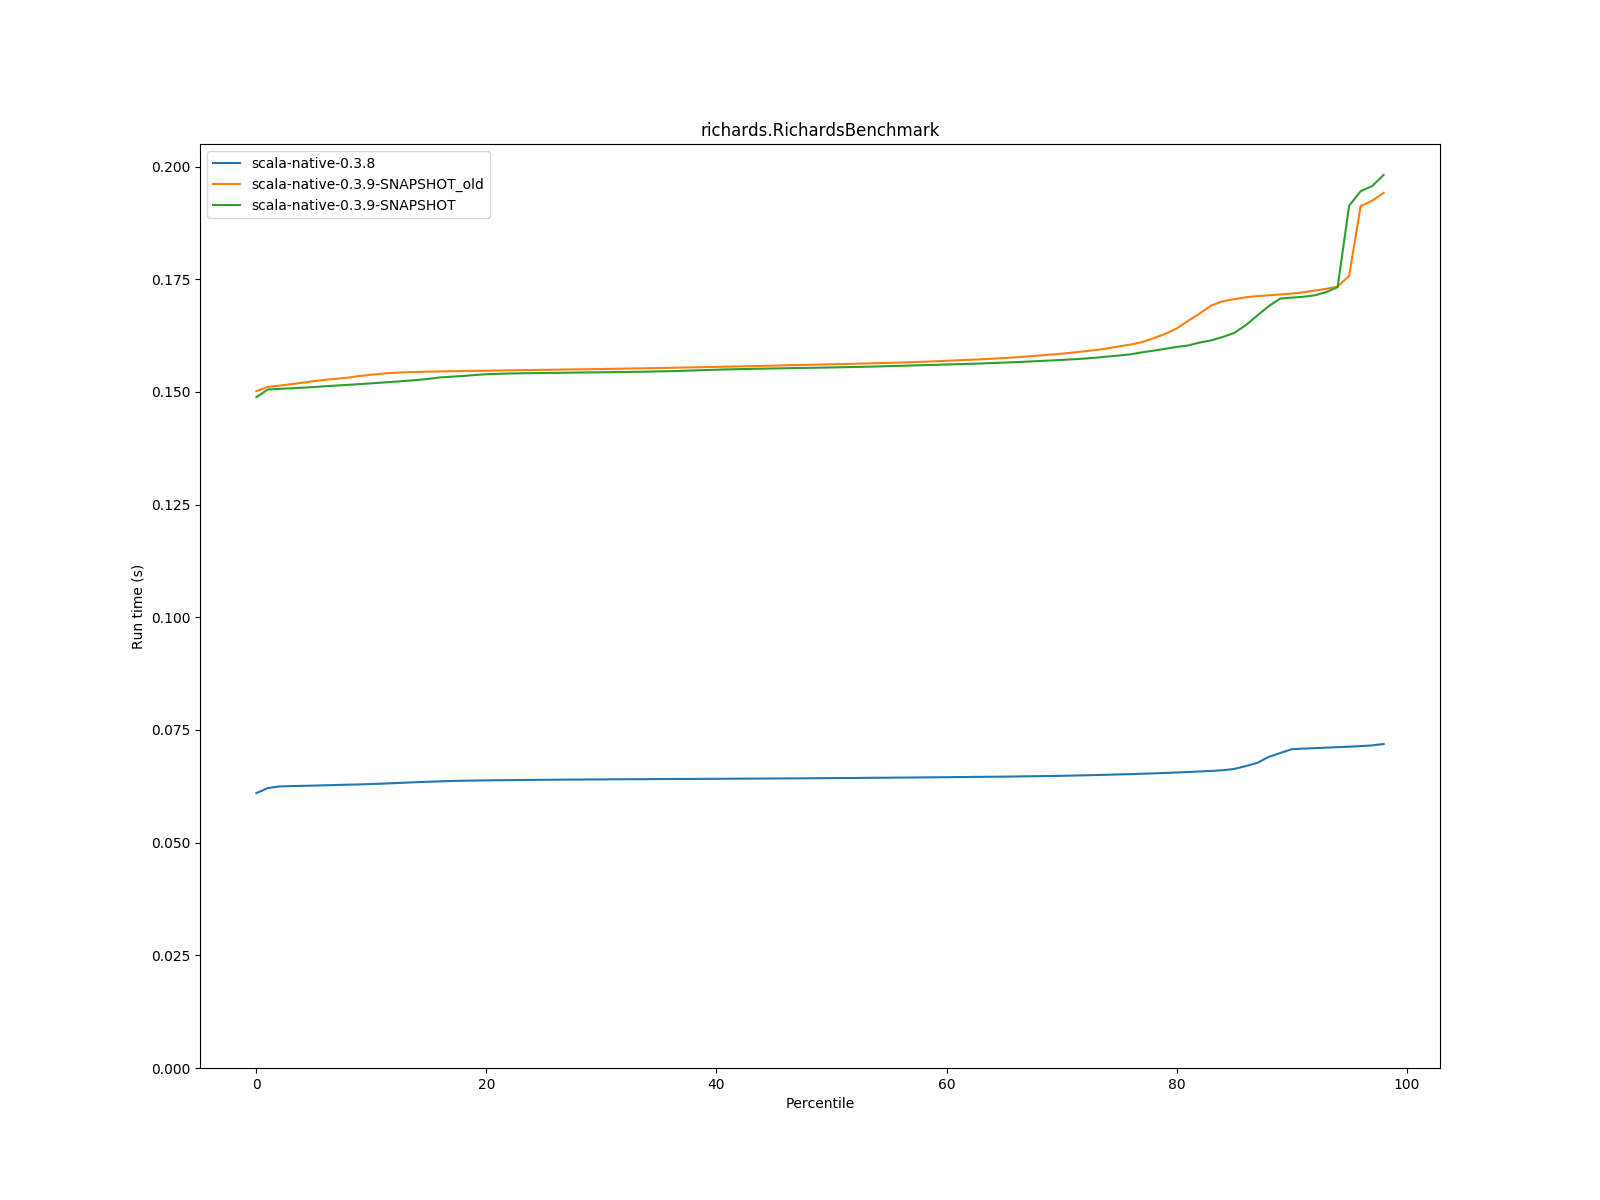 richards.RichardsBenchmark
scala-native-0.3.8
scala-native-0.3.9-SNAPSHOT_old
scala-native-0.3.9-SNAPSHOT
0.200
0.175
0.150
0.125
0.100
0.075
0.050
0.025
0.000
Run time (s)
0 20 40 60 80 100
Percentile